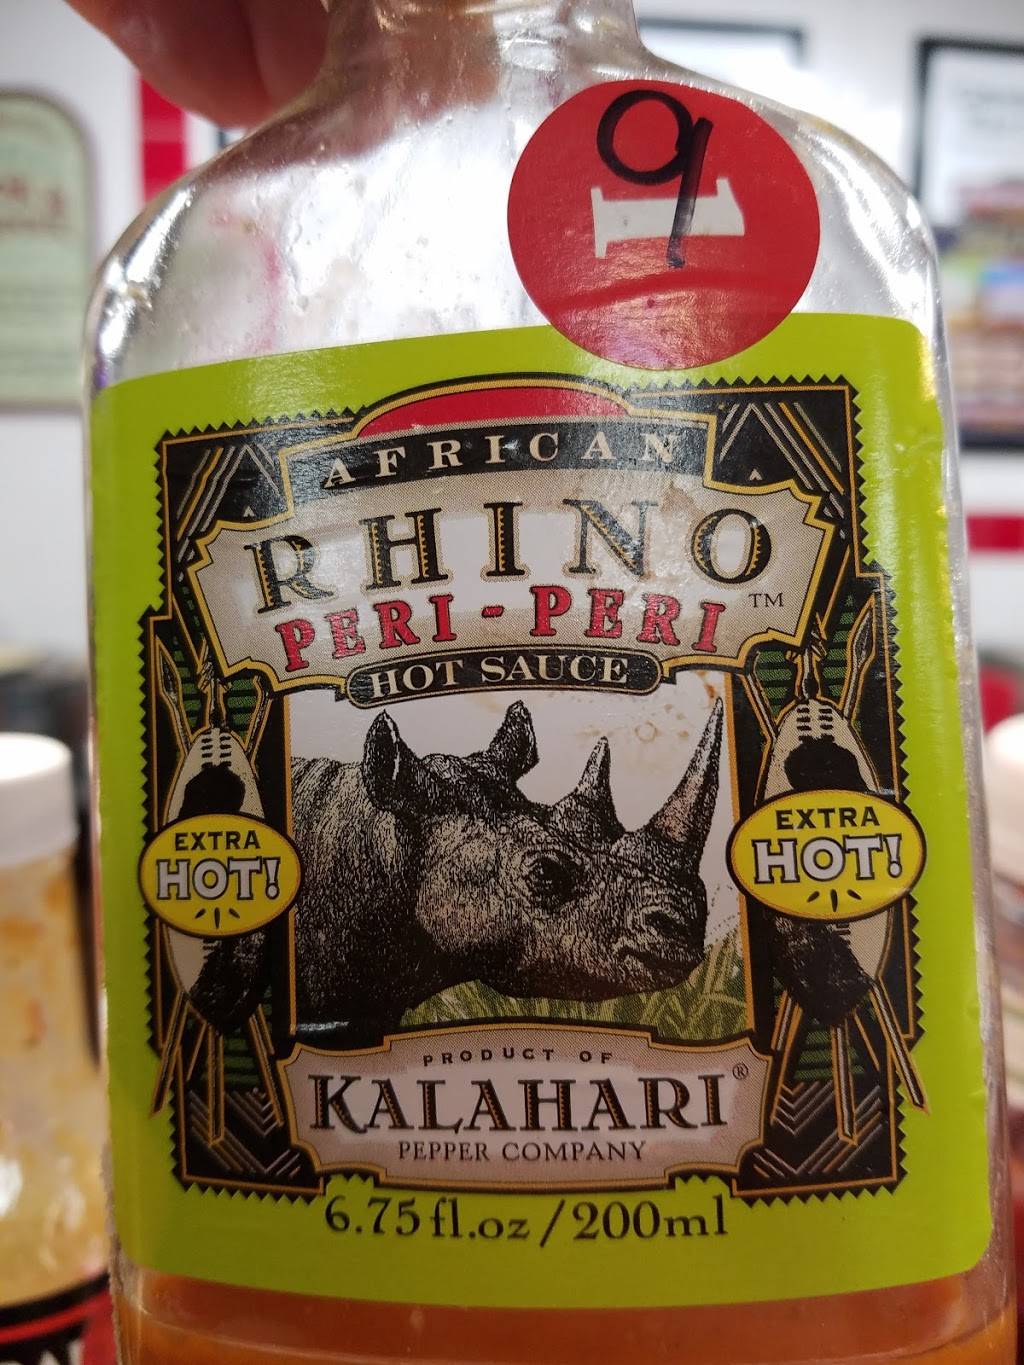 9
1
AFRICAN
RHINO
PERI-PERI ™
HOT SAUCE
EXTRA
HOT!
EXTRA
HOT!
PRODUCT OF
KALAHARI®
PEPPER COMPANY
6.75 fl.oz/200ml